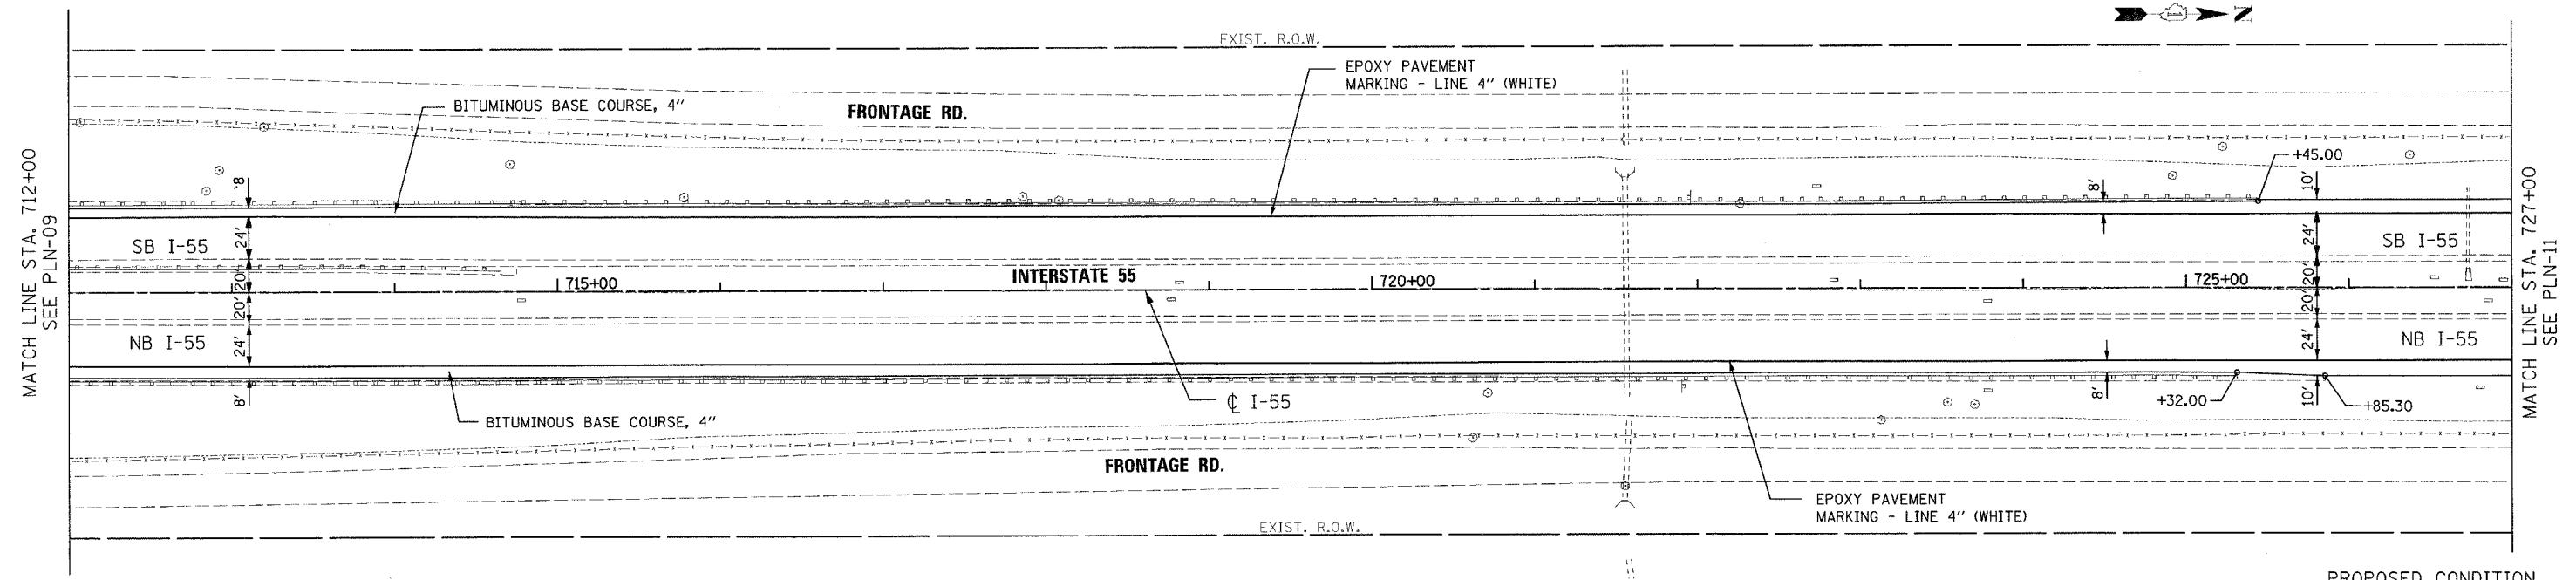 EXIST. R.O.W.
EPOXY PAVEMENT
MARKING - LINE 4" (WHITE)
BITUMINOUS BASE COURSE, 4"
FRONTAGE RD.
MATCH LINE STA. 712+00
SEE PLN-09
MATCH LINE STA. 727+00
SEE PLN-11
+45.00
8'
8'
10'
SB I-55
24'
24'
SB I-55
20'
20'
INTERSTATE 55
715+00
720+00
725+00
20'
20'
NB I-55
24'
24'
NB I-55
8'
8'
10'
+32.00
+85.30
BITUMINOUS BASE COURSE, 4"
℄ I-55
FRONTAGE RD.
EPOXY PAVEMENT
MARKING - LINE 4" (WHITE)
EXIST. R.O.W.
PROPOSED CONDITION